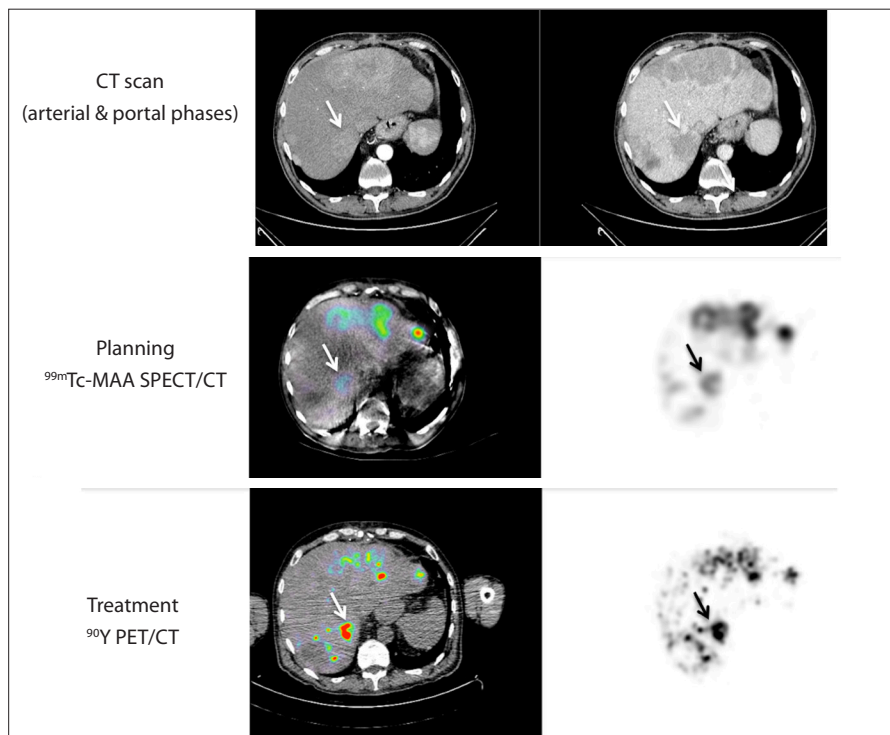 CT scan
(arterial & portal phases)
Planning
⁹⁹ᵐTc-MAA SPECT/CT
Treatment
⁹⁰Y PET/CT